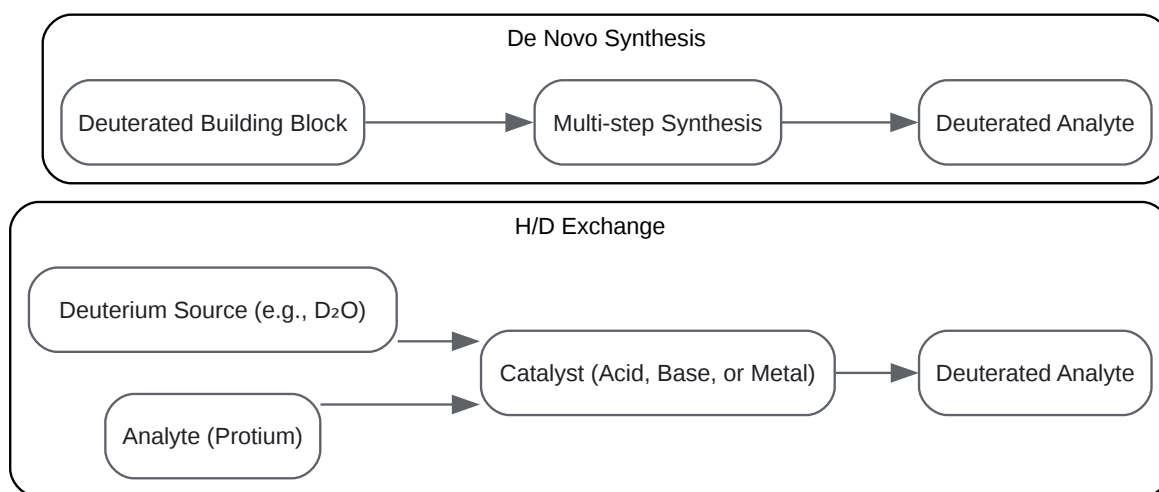 De Novo Synthesis
Deuterated Building Block
Multi-step Synthesis
Deuterated Analyte
H/D Exchange
Deuterium Source (e.g., D₂O)
Analyte (Protium)
Catalyst (Acid, Base, or Metal)
Deuterated Analyte